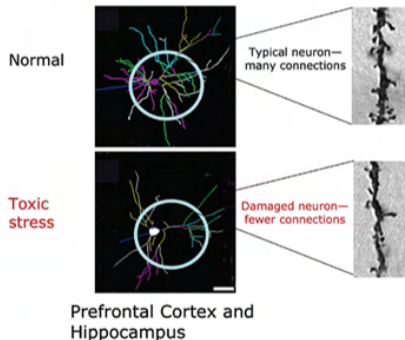 Normal
Typical neuron—
many connections
Toxic
stress
Damaged neuron—
fewer connections
Prefrontal Cortex and
Hippocampus